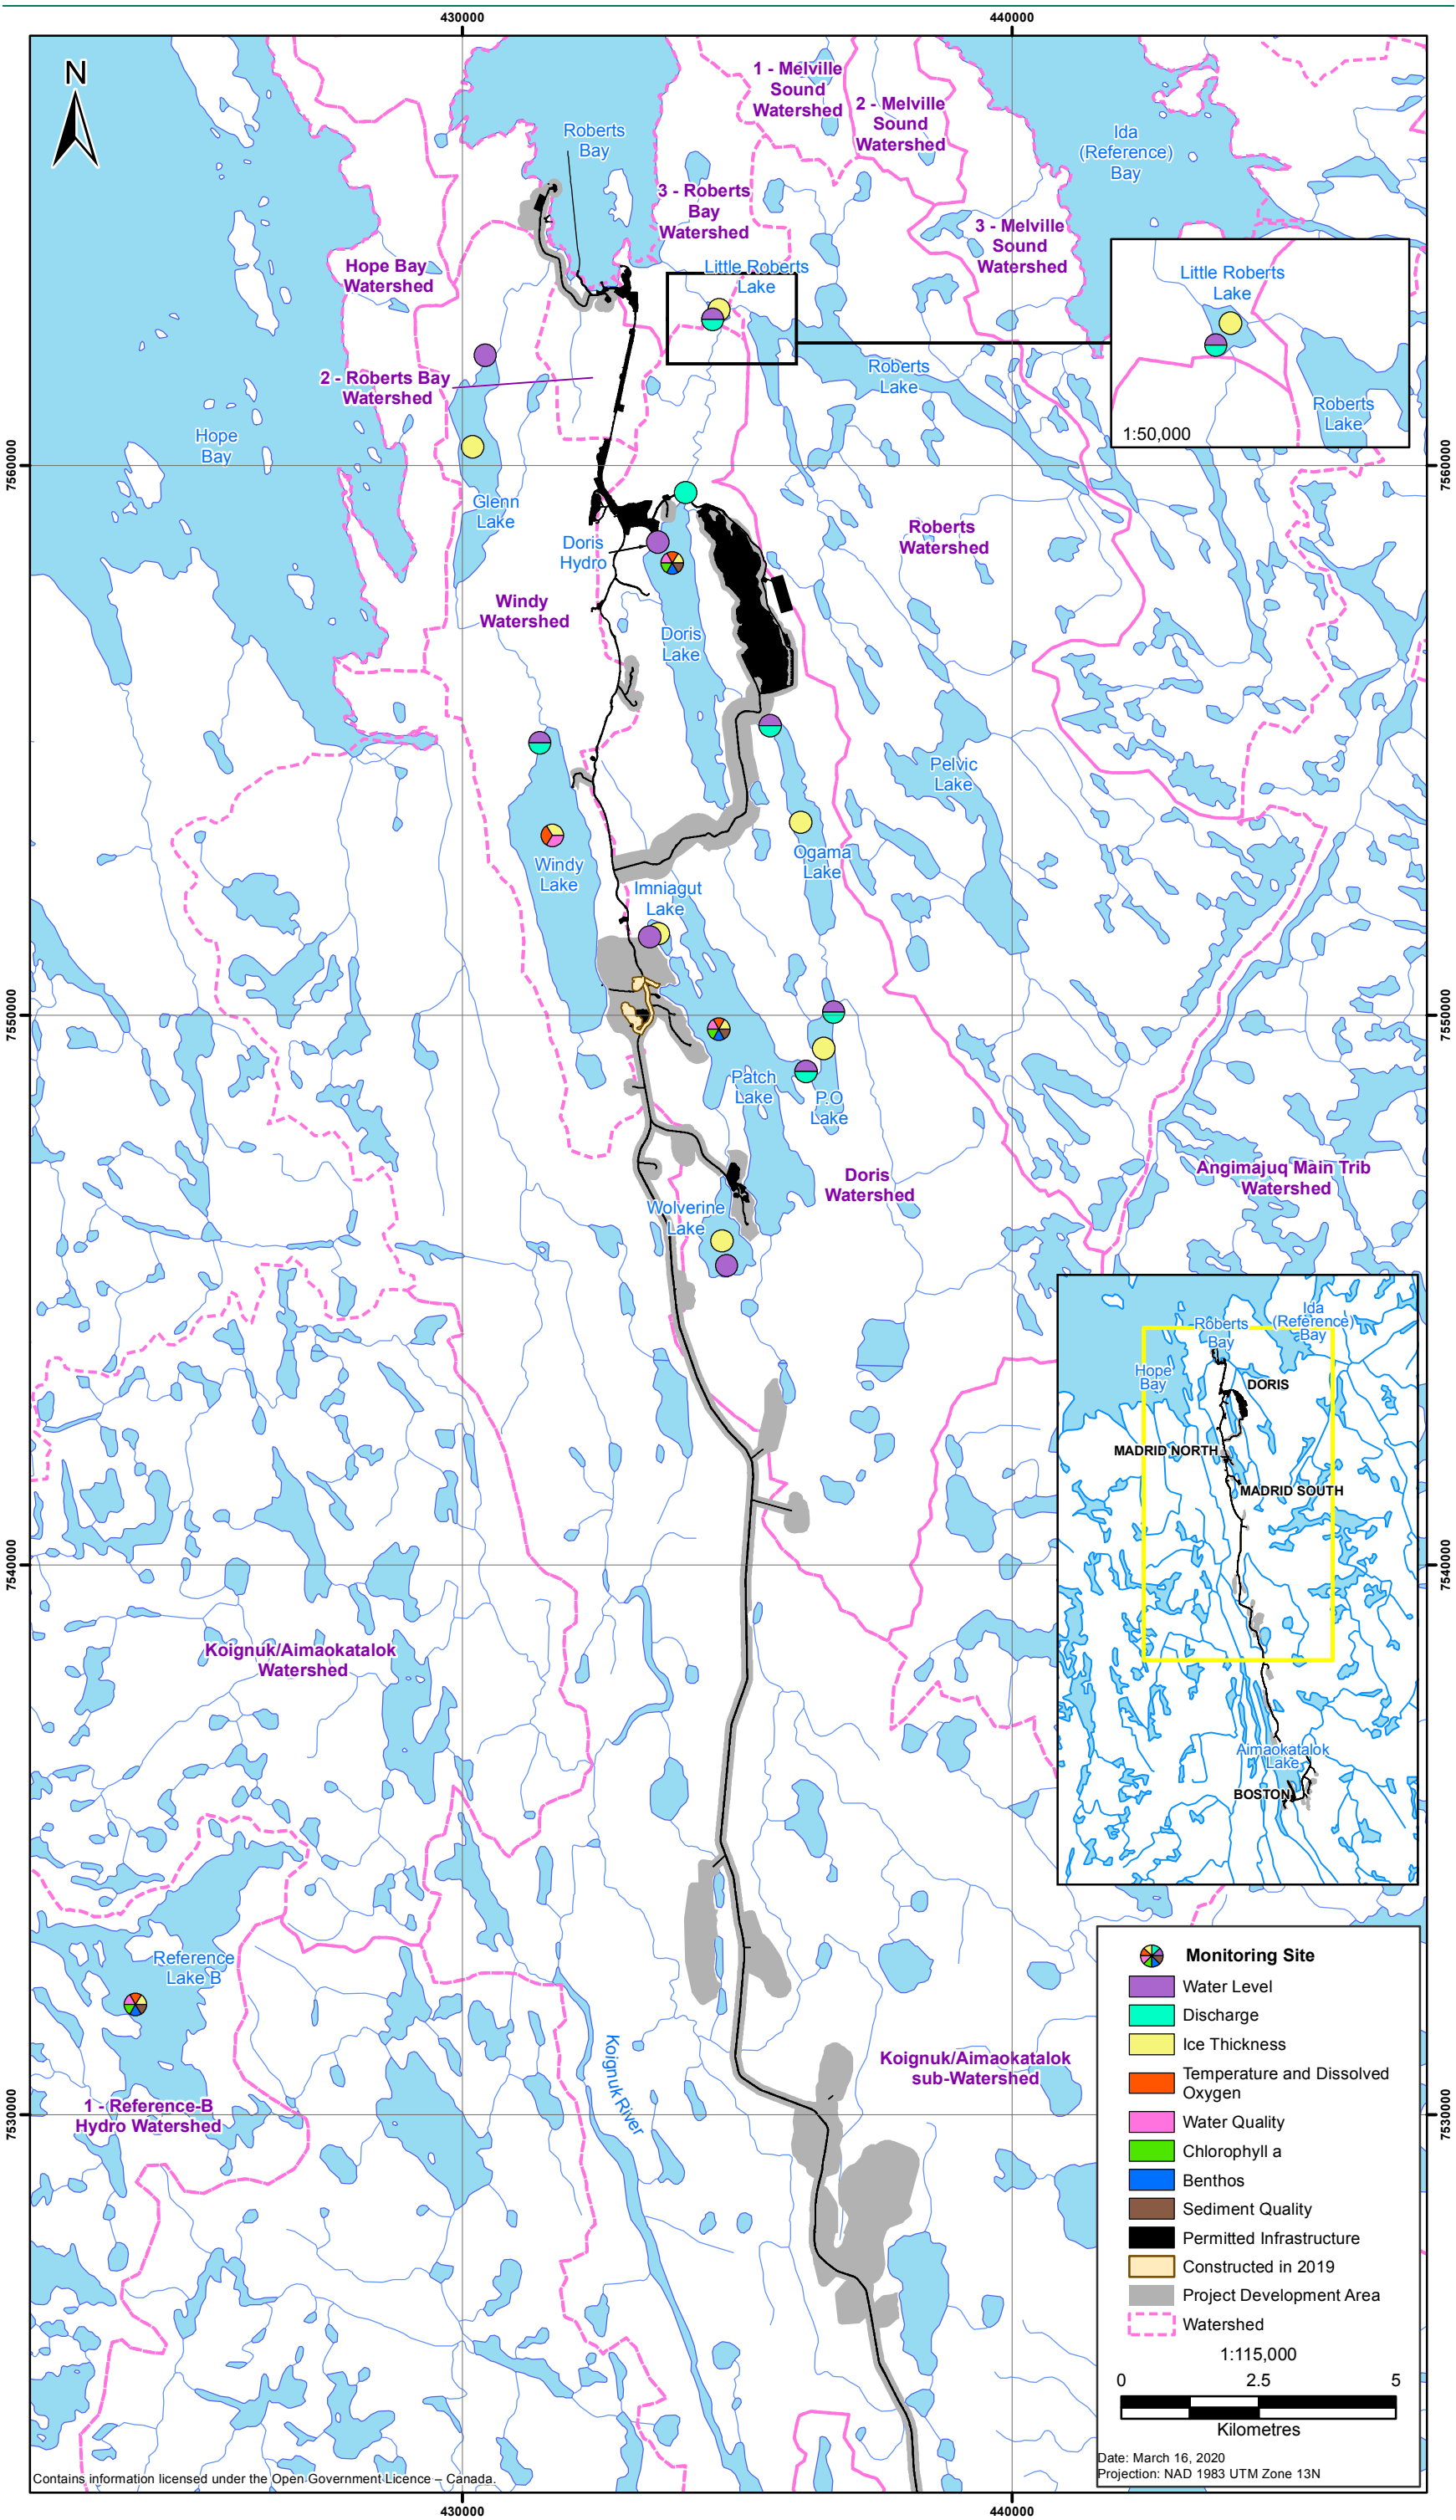 430000
440000
N
1 - Melville
Sound
Watershed
2 - Melville
Sound
Watershed
Roberts
Bay
Ida
(Reference)
Bay
3 - Roberts
Bay
Watershed
3 - Melville
Sound
Watershed
Hope Bay
Watershed
Little Roberts
Lake
Little Roberts
Lake
Roberts
Lake
1:50,000
2 - Roberts Bay
Watershed
Roberts
Lake
Hope
Bay
7560000
7560000
Glenn
Lake
Doris
Hydro
Roberts
Watershed
Windy
Watershed
Doris
Lake
Pelvic
Lake
Windy
Lake
Ogama
Lake
Imniagut
Lake
7550000
7550000
Patch
Lake
P.O
Lake
Doris
Watershed
Angimajuq Main Trib
Watershed
Wolverine
Lake
Ida
(Reference)
Bay
Roberts
Bay
Hope
Bay
DORIS
MADRID NORTH
MADRID SOUTH
Aimaokatalok
Lake
BOSTON
7540000
7540000
Koignuk/Aimaokatalok
Watershed
Reference
Lake B
Koignuk River
Koignuk/Aimaokatalok
sub-Watershed
1 - Reference-B
Hydro Watershed
7530000
7530000
Monitoring Site
Water Level
Discharge
Ice Thickness
Temperature and Dissolved
Oxygen
Water Quality
Chlorophyll a
Benthos
Sediment Quality
Permitted Infrastructure
Constructed in 2019
Project Development Area
Watershed
1:115,000
0 2.5 5
Kilometres
Date: March 16, 2020
Projection: NAD 1983 UTM Zone 13N
Contains information licensed under the Open Government Licence – Canada.
430000
440000